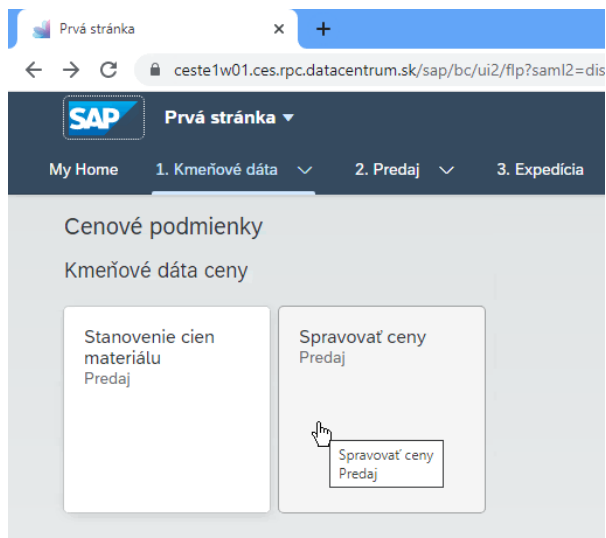 Prvá stránka
ceste1w01.ces.rpc.datacentrum.sk/sap/bc/ui2/flp?saml2=dis
SAP Prvá stránka
My Home 1. Kmeňové dáta 2. Predaj 3. Expedícia
Cenové podmienky
Kmeňové dáta ceny
Stanovenie cien
materiálu
Predaj
Spravovať ceny
Predaj
Spravovať ceny
Predaj